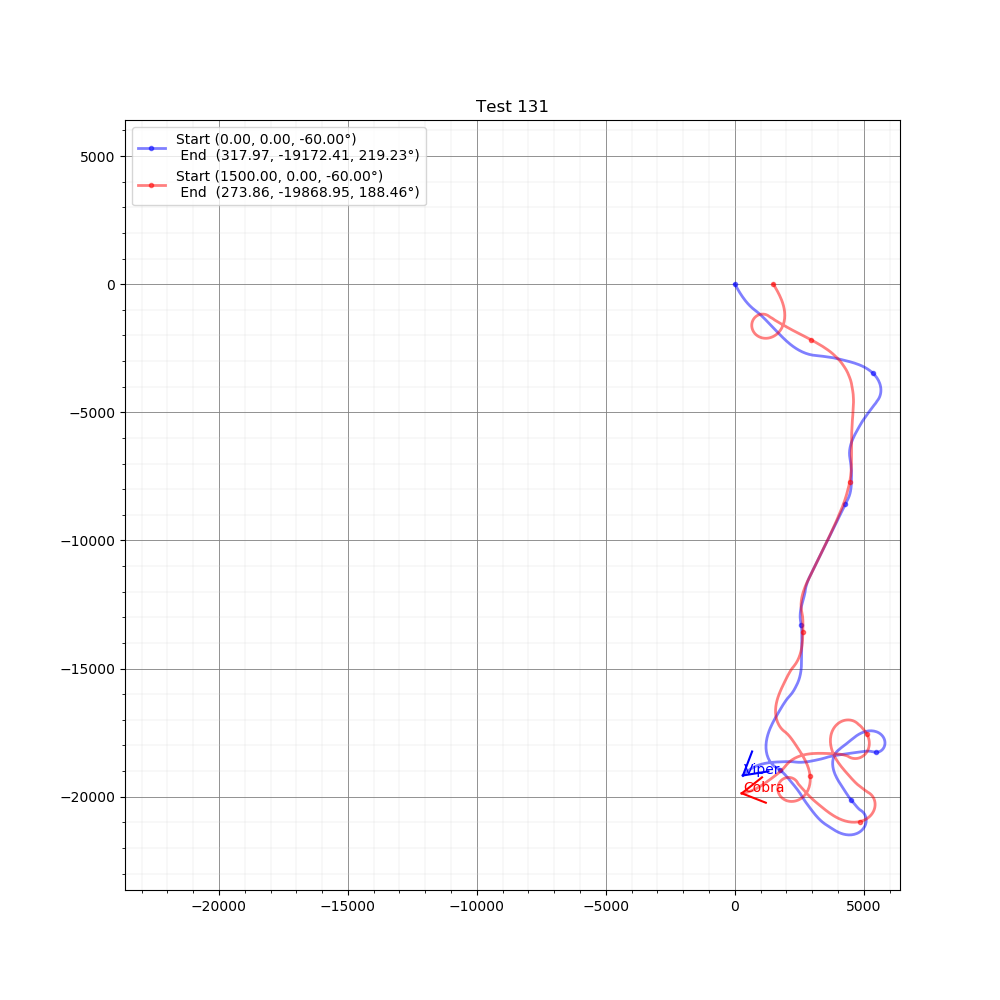 Test 131
Start (0.00, 0.00, -60.00°)
End  (317.97, -19172.41, 219.23°)
Start (1500.00, 0.00, -60.00°)
End  (273.86, -19868.95, 188.46°)
5000
0
−5000
−10000
−15000
−20000
Viper
Cobra
−20000 −15000 −10000 −5000 0 5000